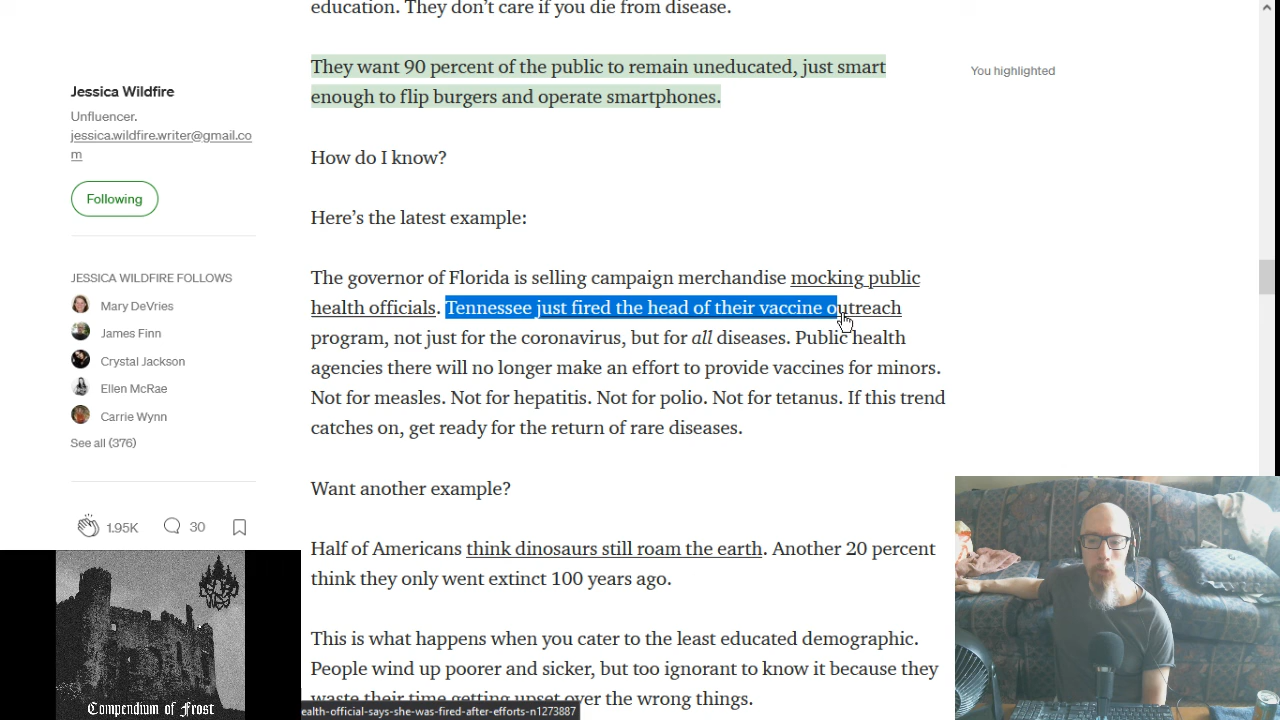 education. They don't care if you die from disease.
They want 90 percent of the public to remain uneducated, just smart
enough to flip burgers and operate smartphones.
You highlighted
Jessica Wildfire
Unfluencer.
jessica.wildfire.writer@gmail.co
m
Following
How do I know?
Here's the latest example:
JESSICA WILDFIRE FOLLOWS
Mary DeVries
James Finn
Crystal Jackson
Ellen McRae
Carrie Wynn
See all (376)
1.95K
30
The governor of Florida is selling campaign merchandise mocking public
health officials. Tennessee just fired the head of their vaccine outreach
program, not just for the coronavirus, but for all diseases. Public health
agencies there will no longer make an effort to provide vaccines for minors.
Not for measles. Not for hepatitis. Not for polio. Not for tetanus. If this trend
catches on, get ready for the return of rare diseases.
Want another example?
Half of Americans think dinosaurs still roam the earth. Another 20 percent
think they only went extinct 100 years ago.
This is what happens when you cater to the least educated demographic.
People wind up poorer and sicker, but too ignorant to know it because they
waste their time getting upset over the wrong things.
ealth-official-says-she-was-fired-after-efforts-n1273887
Compendium of Frost